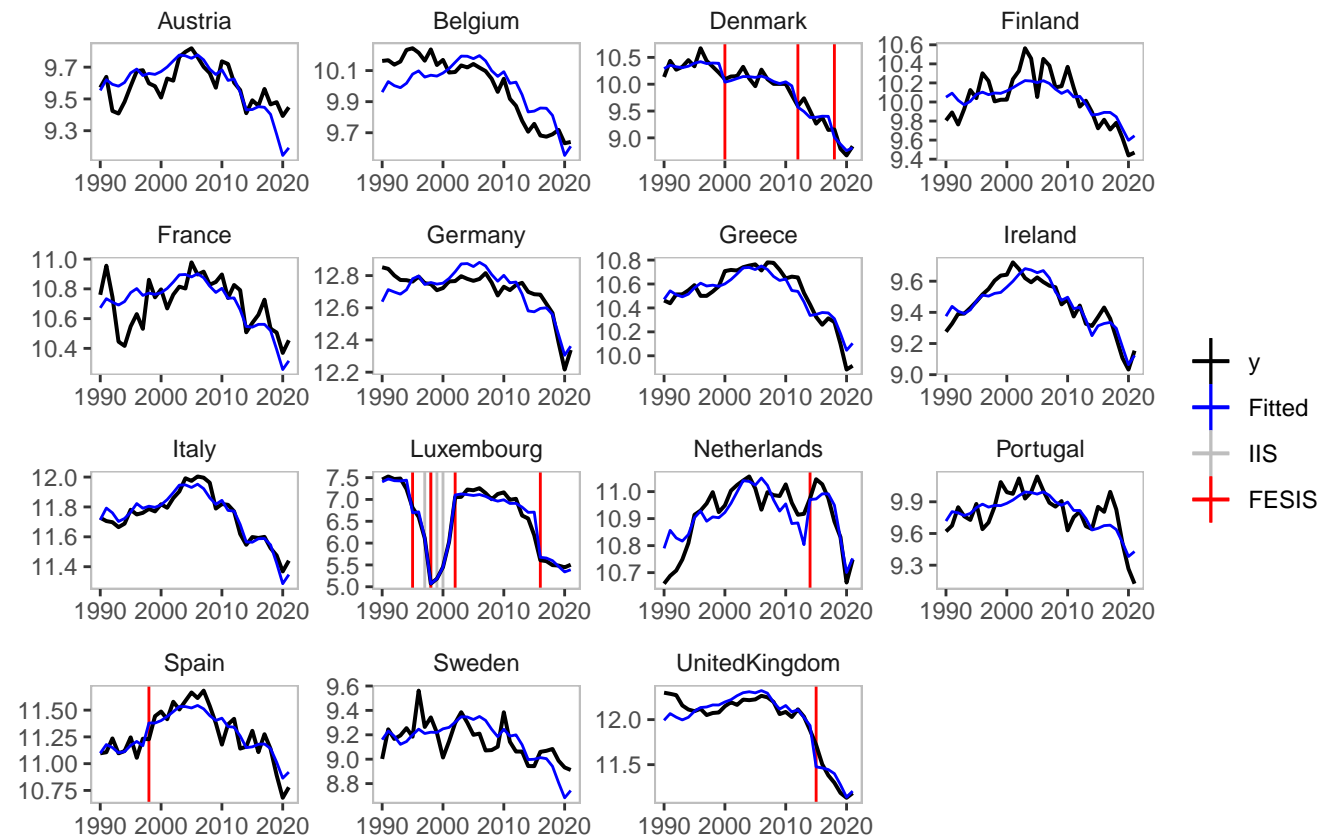 Austria Belgium Denmark Finland
9.7 9.5 9.3 10.1 9.9 9.7 10.5 10.0 9.5 9.0 10.6 10.4 10.2 10.0 9.8 9.6 9.4
1990 2000 2010 2020 1990 2000 2010 2020 1990 2000 2010 2020 1990 2000 2010 2020
France Germany Greece Ireland
11.0 10.8 10.6 10.4 12.8 12.6 12.4 12.2 10.8 10.6 10.4 10.2 10.0 9.6 9.4 9.2 9.0
1990 2000 2010 2020 1990 2000 2010 2020 1990 2000 2010 2020 1990 2000 2010 2020
Italy Luxembourg Netherlands Portugal
12.0 11.8 11.6 11.4 7.5 7.0 6.5 6.0 5.5 5.0 11.0 10.9 10.8 10.7 9.9 9.6 9.3
1990 2000 2010 2020 1990 2000 2010 2020 1990 2000 2010 2020 1990 2000 2010 2020
Spain Sweden UnitedKingdom
11.50 11.25 11.00 10.75 9.6 9.4 9.2 9.0 8.8 12.0 11.5
1990 2000 2010 2020 1990 2000 2010 2020 1990 2000 2010 2020
y
Fitted
IIS
FESIS